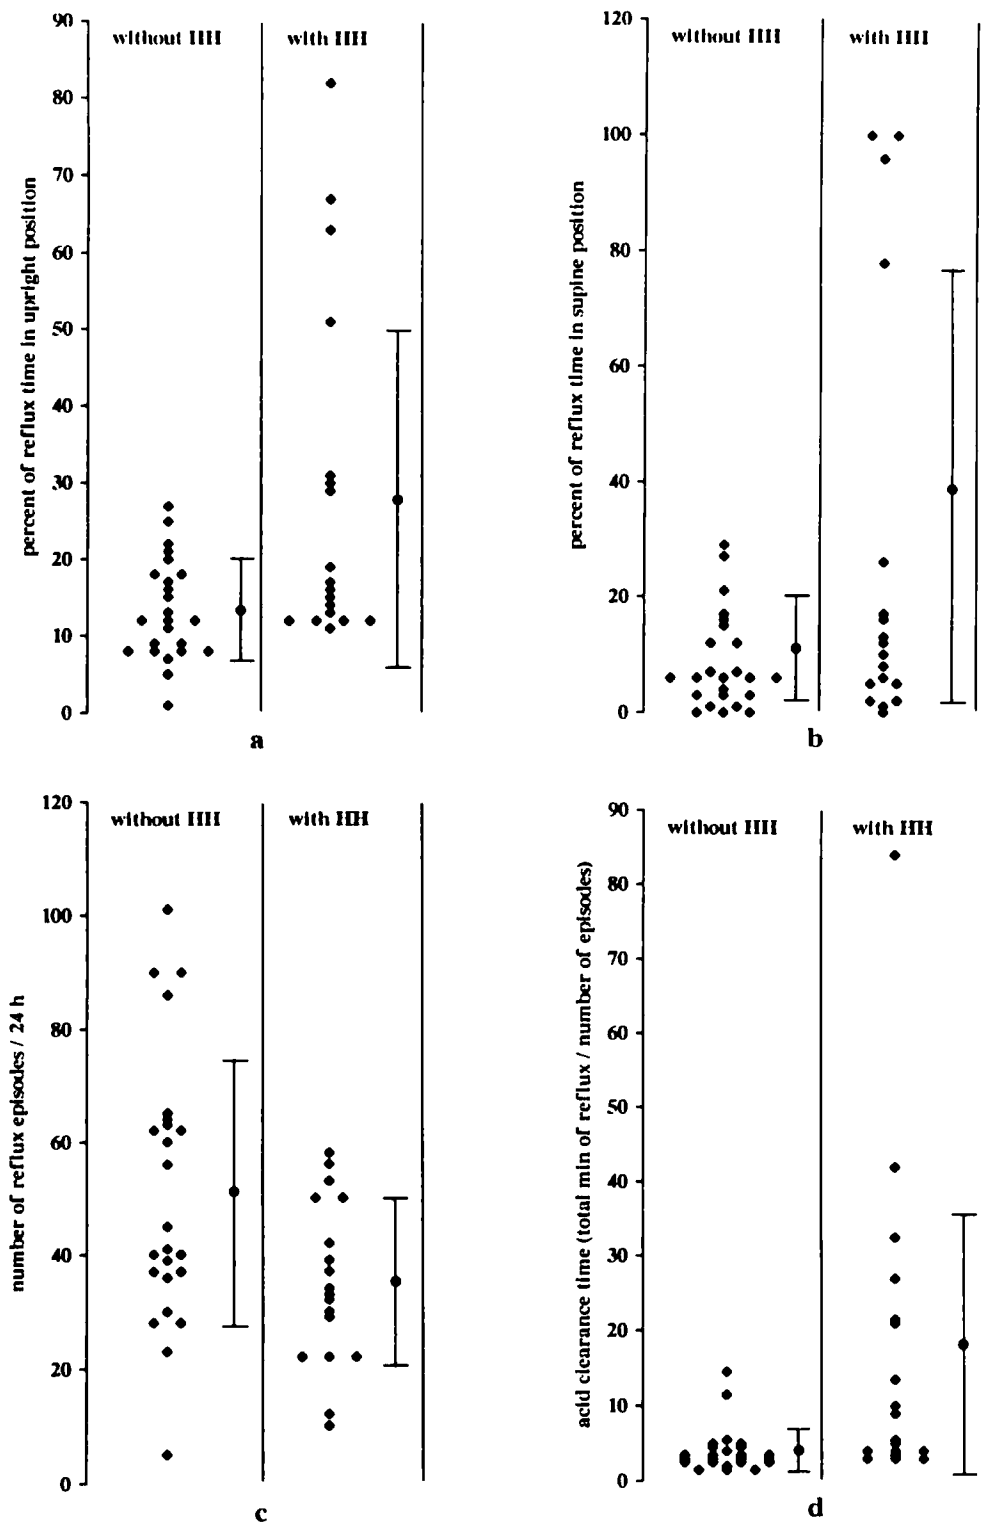 percent of reflux time in upright position
90
80
70
60
50
40
30
20
10
0
without HH
with HH
a
percent of reflux time in supine position
120
100
80
60
40
20
0
without HH
with HH
b
number of reflux episodes / 24 h
120
100
80
60
40
20
0
without HH
with HH
c
acid clearance time (total min of reflux / number of episodes)
90
80
70
60
50
40
30
20
10
0
without HH
with HH
d